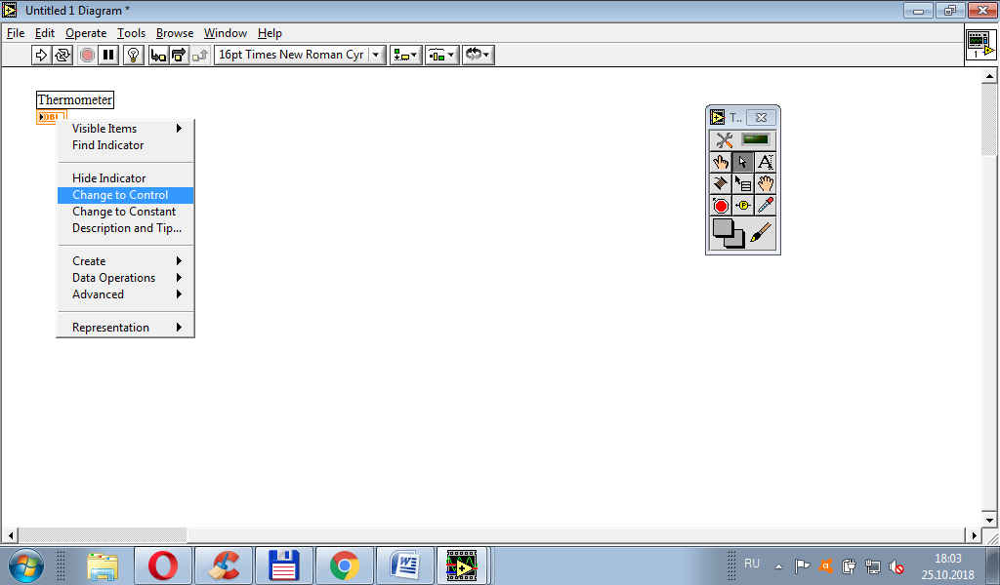 Untitled 1 Diagram *
File Edit Operate Tools Browse Window Help
16pt Times New Roman Cyr
1
Thermometer
DBL
T..
Visible Items
Find Indicator
Hide Indicator
Change to Control
Change to Constant
Description and Tip...
Create
Data Operations
Advanced
Representation
RU
18:03
25.10.2018